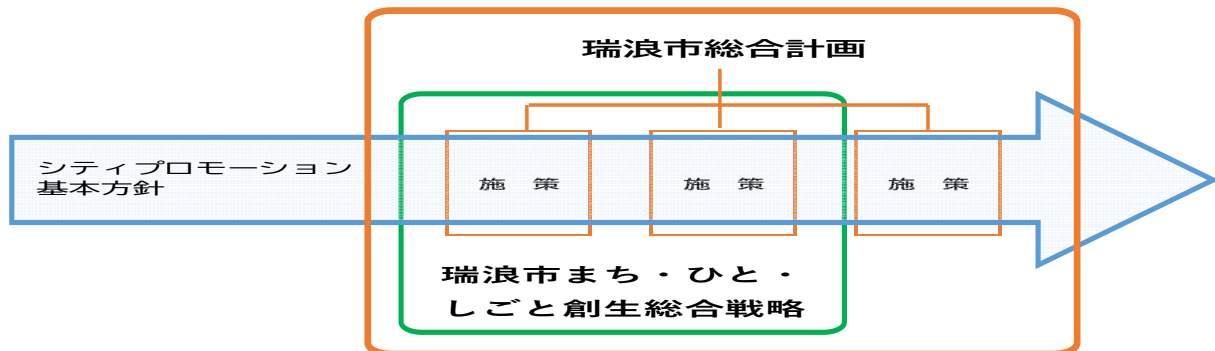 瑞浪市総合計画
シティプロモーション
基本方針
施　策
施　策
施　策
瑞浪市まち・ひと・
しごと創生総合戦略